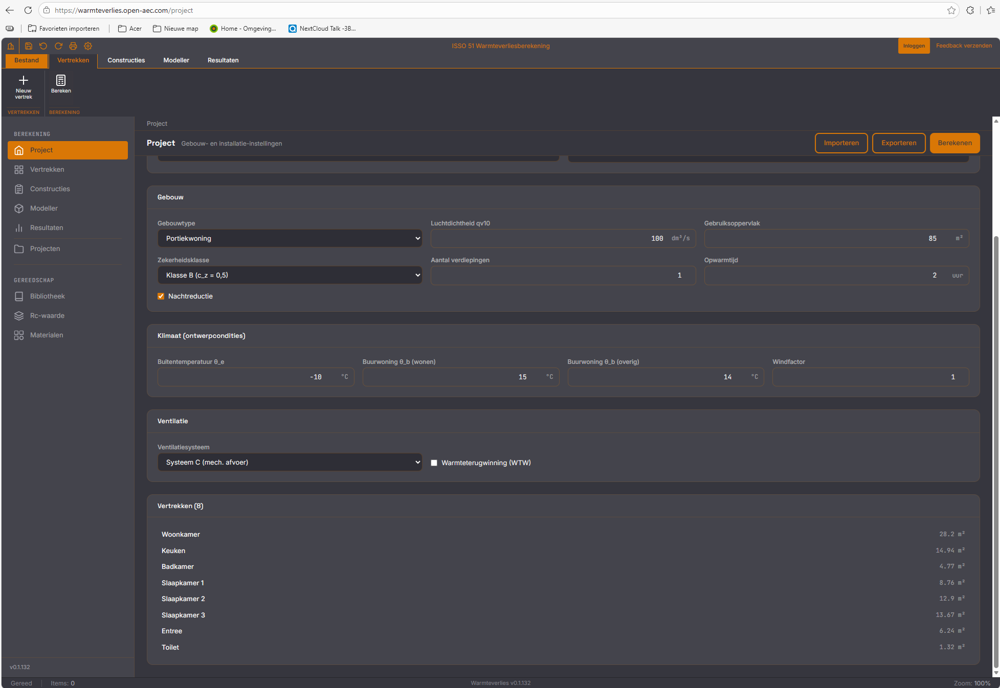 https://warmteverlies.open-aec.com/project
Favorieten importeren
Acer
Nieuwe map
Home - Omgeving...
NextCloud Talk -3B...
ISSO 51 Warmteverliesberekening
Inloggen
Feedback verzenden
Bestand
Vertrekken
Constructies
Modeller
Resultaten
Nieuw
vertrek
Bereken
VERTREKKEN
BEREKENING
BEREKENING
Project
Vertrekken
Constructies
Modeller
Resultaten
Projecten
GEREEDSCHAP
Bibliotheek
Rc-waarde
Materialen
v0.1.132
Project
Project Gebouw- en installatie-instellingen
Importeren
Exporteren
Berekenen
Gebouw
Gebouwtype
Portiekwoning
Luchtdichtheid qv10
100 dm³/s
Gebruiksoppervlak
85 m²
Zekerheidsklasse
Klasse B (c_z = 0,5)
Aantal verdiepingen
1
Opwarmtijd
2 uur
Nachtreductie
Klimaat (ontwerpcondities)
Buitentemperatuur θ_e
-10 °C
Buurwoning θ_b (wonen)
15 °C
Buurwoning θ_b (overig)
14 °C
Windfactor
1
Ventilatie
Ventilatiesysteem
Systeem C (mech. afvoer)
Warmteterugwinning (WTW)
Vertrekken (8)
Woonkamer 28.2 m²
Keuken 14.94 m²
Badkamer 4.77 m²
Slaapkamer 1 8.76 m²
Slaapkamer 2 12.9 m²
Slaapkamer 3 13.67 m²
Entree 6.24 m²
Toilet 1.32 m²
Gereed
Items: 0
Warmteverlies v0.1.132
Zoom: 100%